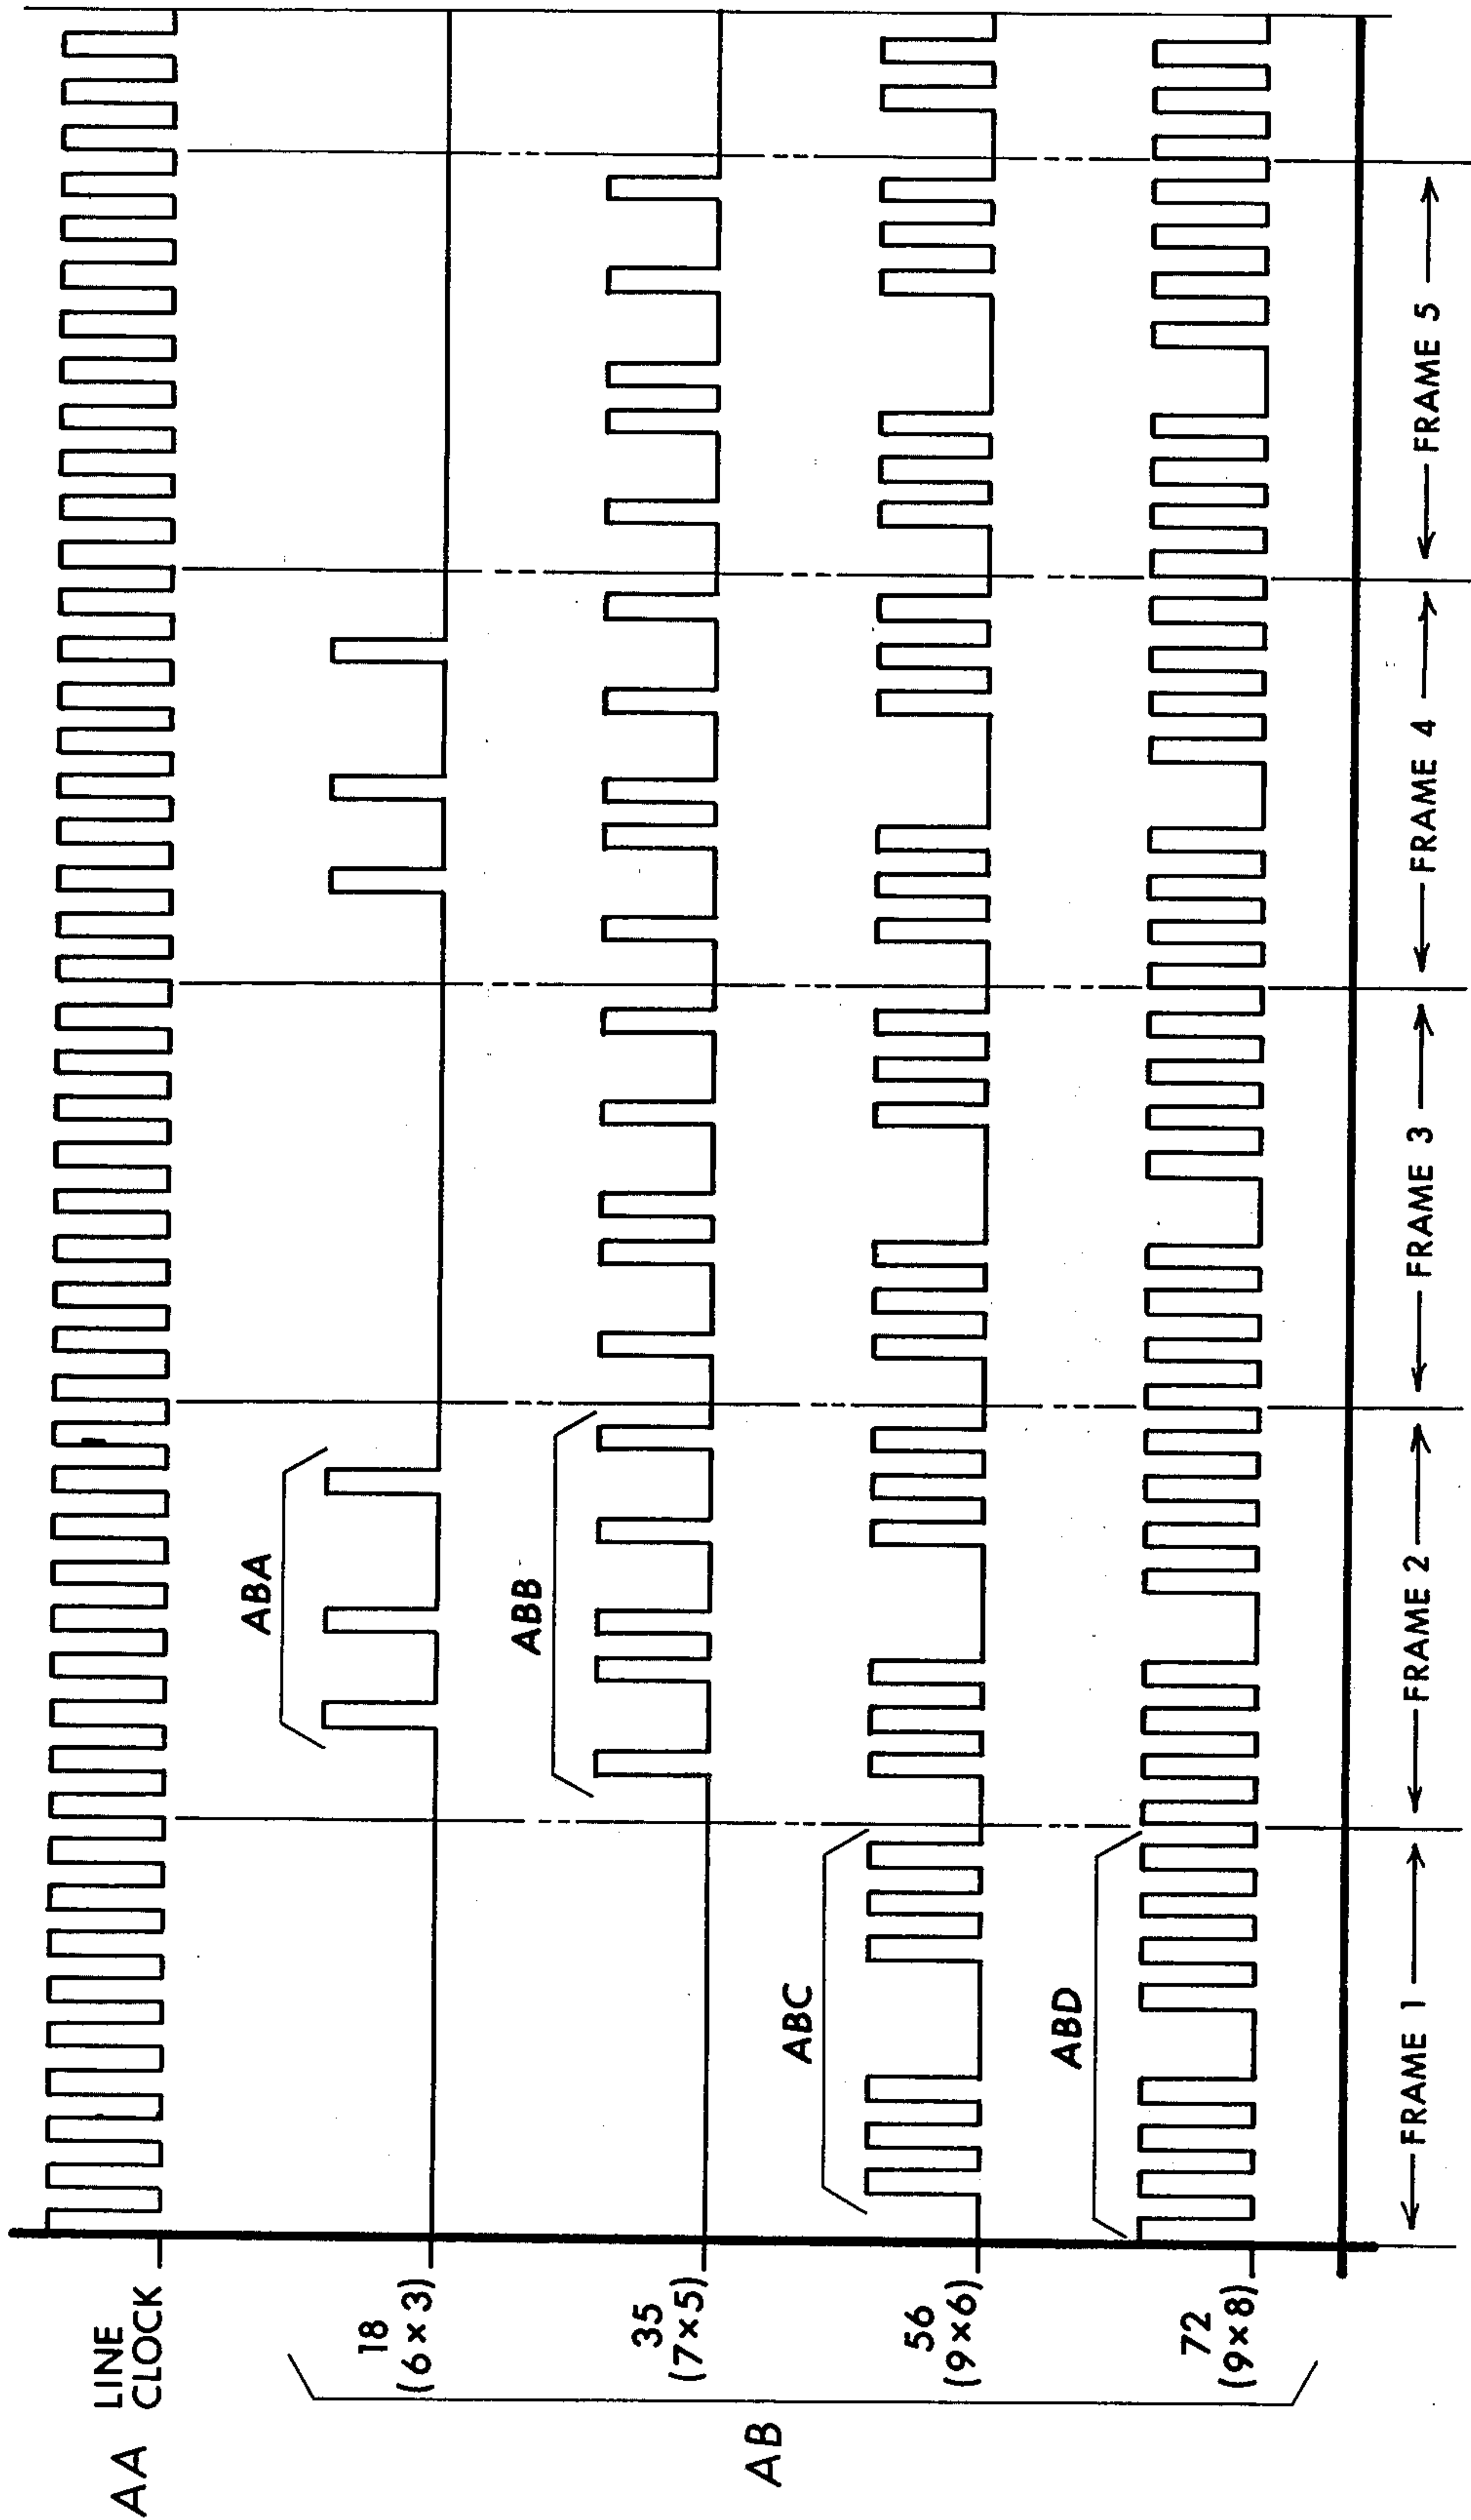 AA LINE
CLOCK
AB
18
(6×3)
ABA
35
(7×5)
ABB
56
(9×6)
ABC
72
(9×8)
ABD
FRAME 1
FRAME 2
FRAME 3
FRAME 4
FRAME 5